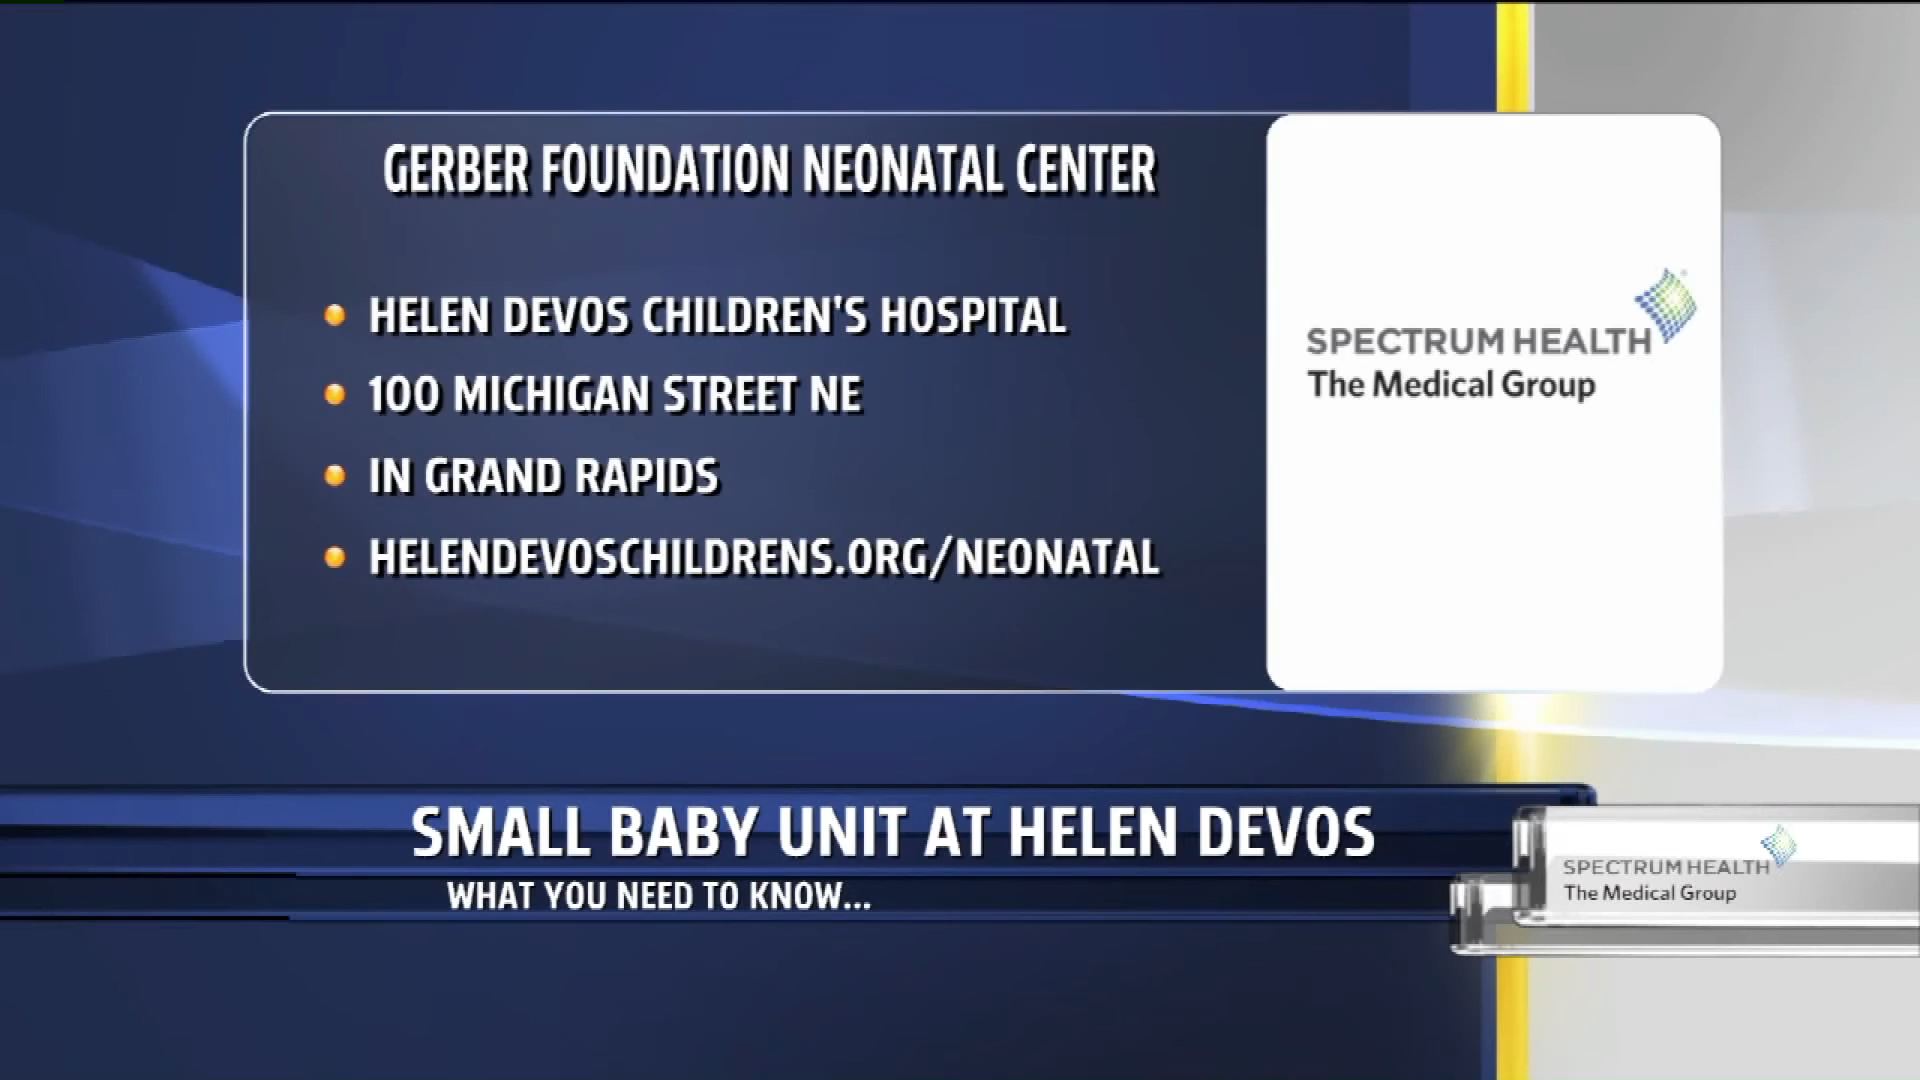 GERBER FOUNDATION NEONATAL CENTER
HELEN DEVOS CHILDREN'S HOSPITAL
100 MICHIGAN STREET NE
IN GRAND RAPIDS
HELENDEVOSCHILDRENS.ORG/NEONATAL
SPECTRUM HEALTH
The Medical Group
SMALL BABY UNIT AT HELEN DEVOS
WHAT YOU NEED TO KNOW...
SPECTRUM HEALTH
The Medical Group